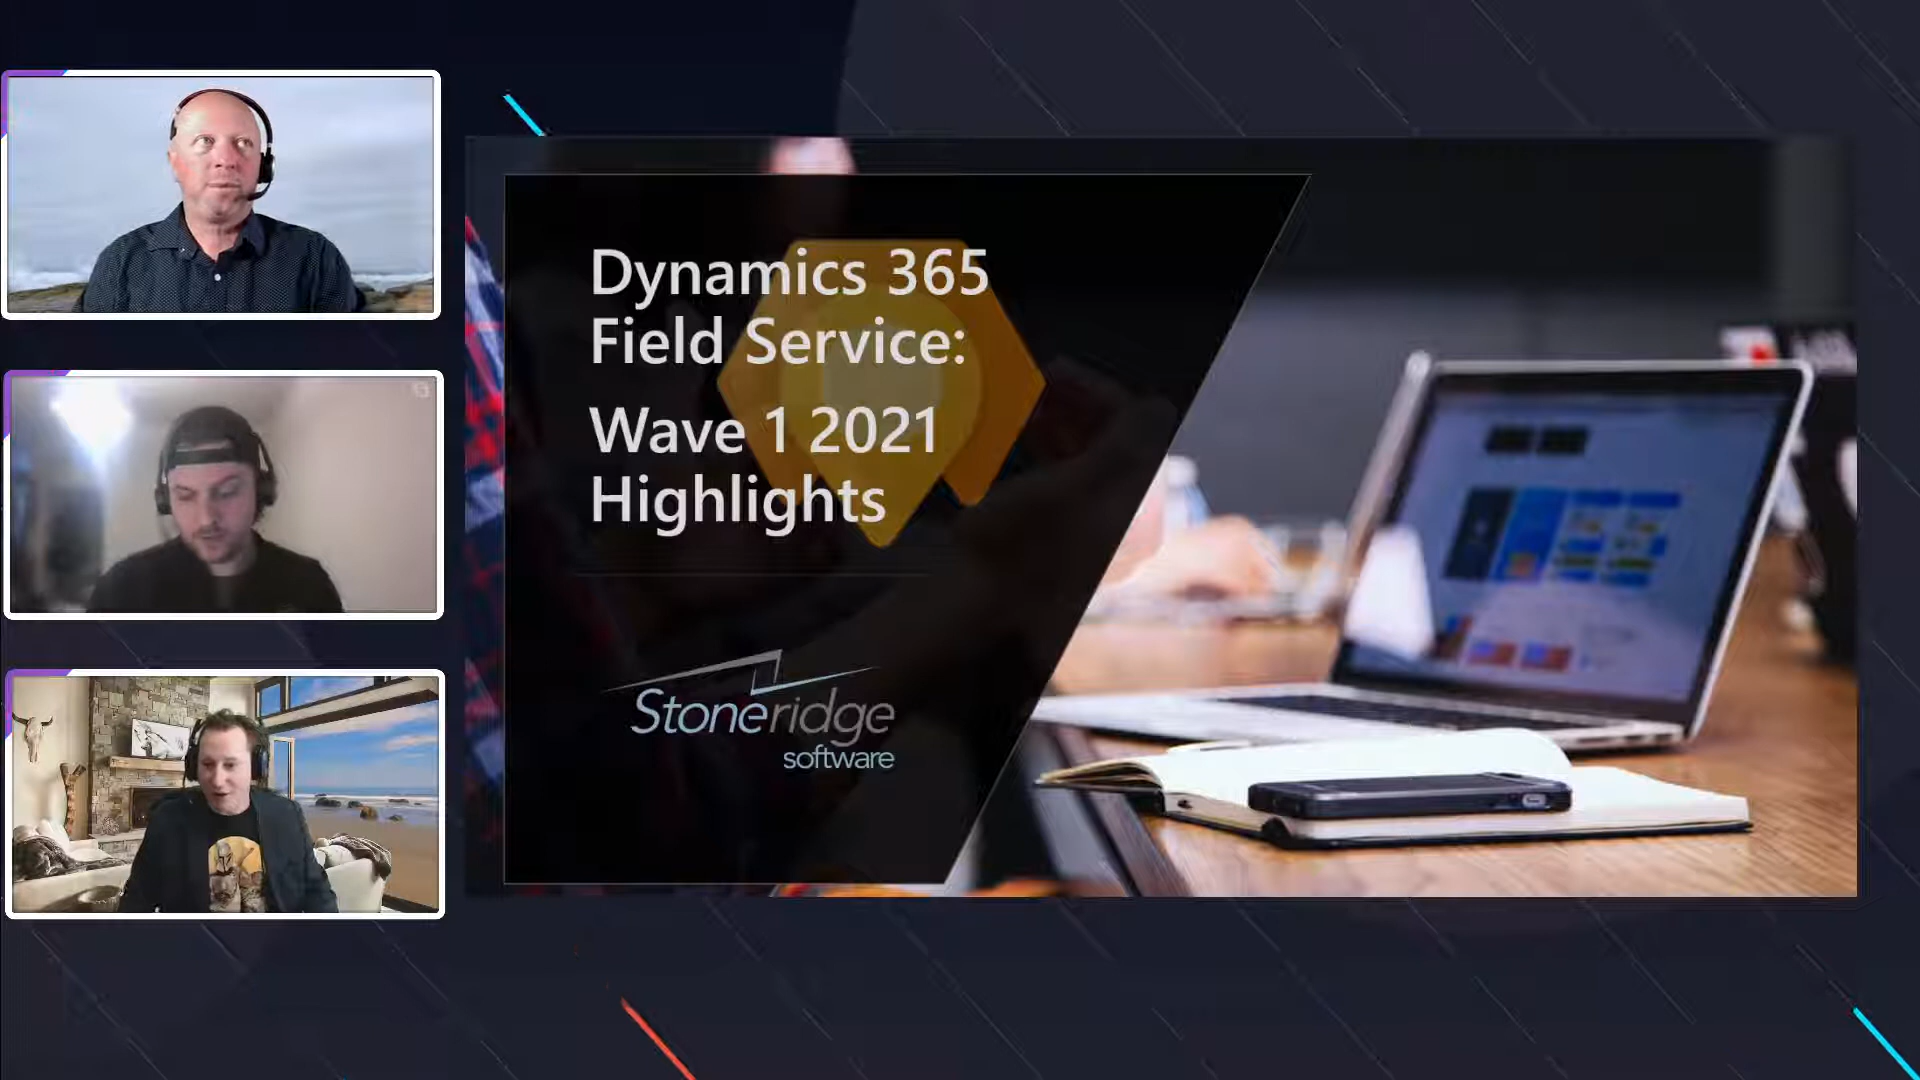 Dynamics 365
Field Service:
Wave 1 2021
Highlights
Stoneridge
software